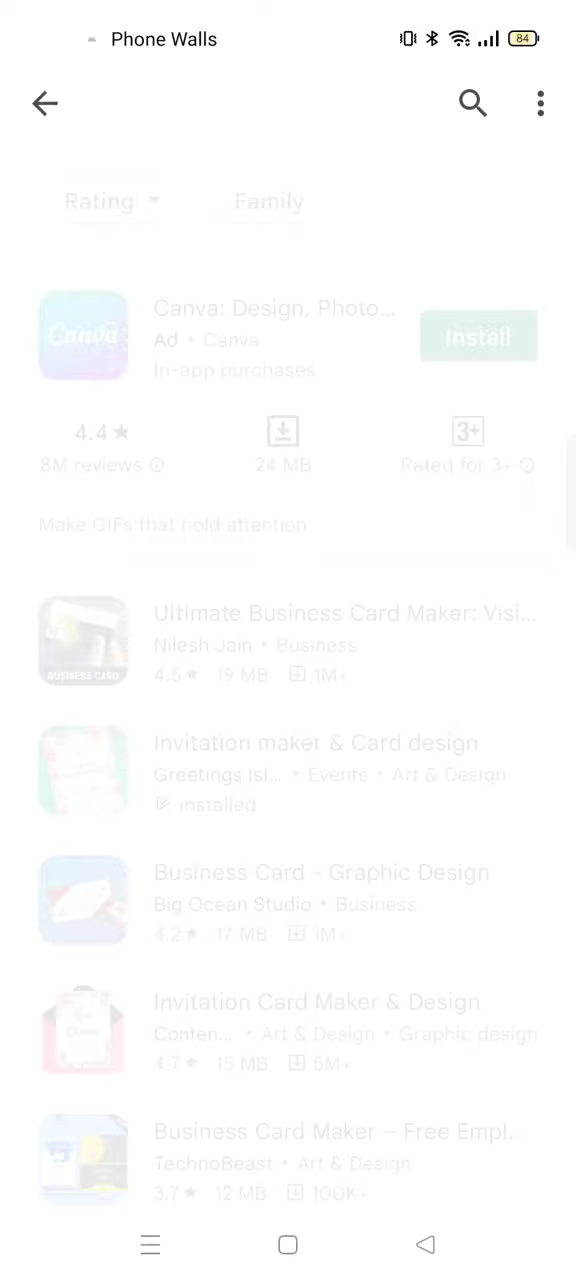 Phone Walls
84
Rating
Family
Canva: Design, Photo...
Canva
Ad • Canva
Install
In-app purchases
4.4★
3+
8M reviews
24 MB
Rated for 3+
Make GIFs that hold attention
Ultimate Business Card Maker: Visi...
Nilesh Jain • Business
BUSINESS CARD
4.5★ 19 MB 1M+
Invitation maker & Card design
Greetings Isl... • Events • Art & Design
Installed
Business Card - Graphic Design
Big Ocean Studio • Business
4.2★ 17 MB 1M+
Invitation Card Maker & Design
Conten... • Art & Design • Graphic design
4.7★ 15 MB 5M+
Business Card Maker – Free Empl...
TechnoBeast • Art & Design
3.7★ 12 MB 100K+